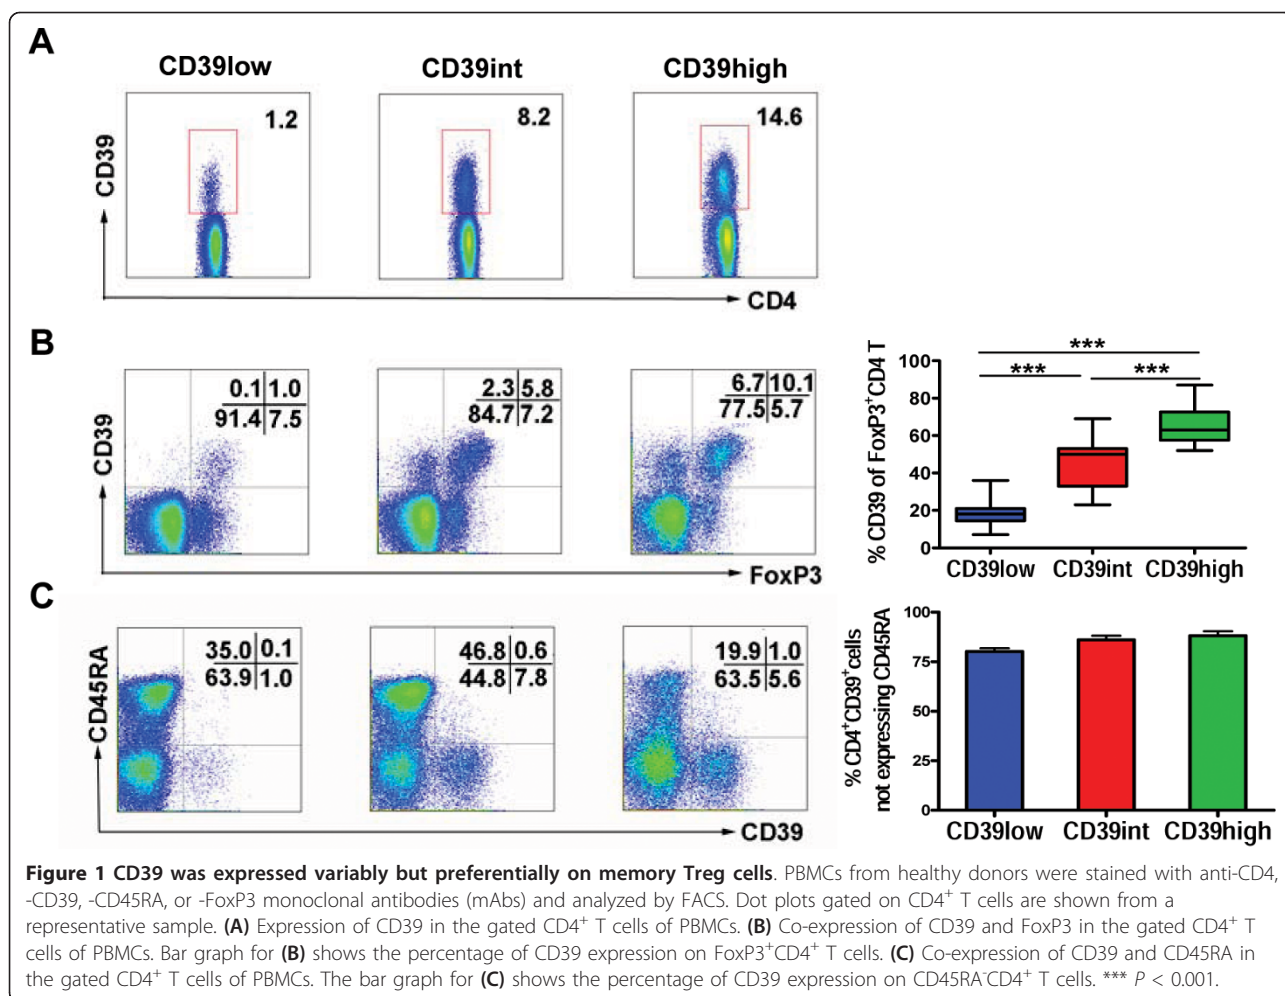 A
CD39low CD39int CD39high
1.2 8.2 14.6
CD39
CD4
B
0.1 1.0 2.3 5.8 6.7 10.1
91.4 7.5 84.7 7.2 77.5 5.7
CD39
FoxP3
% CD39 of FoxP3+CD4 T
100
80
60
40
20
0
*** *** ***
CD39low CD39int CD39high
C
35.0 0.1 46.8 0.6 19.9 1.0
63.9 1.0 44.8 7.8 63.5 5.6
CD45RA
CD39
% CD4+CD39+cells
not expressing CD45RA
100
75
50
25
0
CD39low CD39int CD39high
Figure 1 CD39 was expressed variably but preferentially on memory Treg cells. PBMCs from healthy donors were stained with anti-CD4,
-CD39, -CD45RA, or -FoxP3 monoclonal antibodies (mAbs) and analyzed by FACS. Dot plots gated on CD4+ T cells are shown from a
representative sample. (A) Expression of CD39 in the gated CD4+ T cells of PBMCs. (B) Co-expression of CD39 and FoxP3 in the gated CD4+ T
cells of PBMCs. Bar graph for (B) shows the percentage of CD39 expression on FoxP3+CD4+ T cells. (C) Co-expression of CD39 and CD45RA in
the gated CD4+ T cells of PBMCs. The bar graph for (C) shows the percentage of CD39 expression on CD45RA-CD4+ T cells. *** P < 0.001.